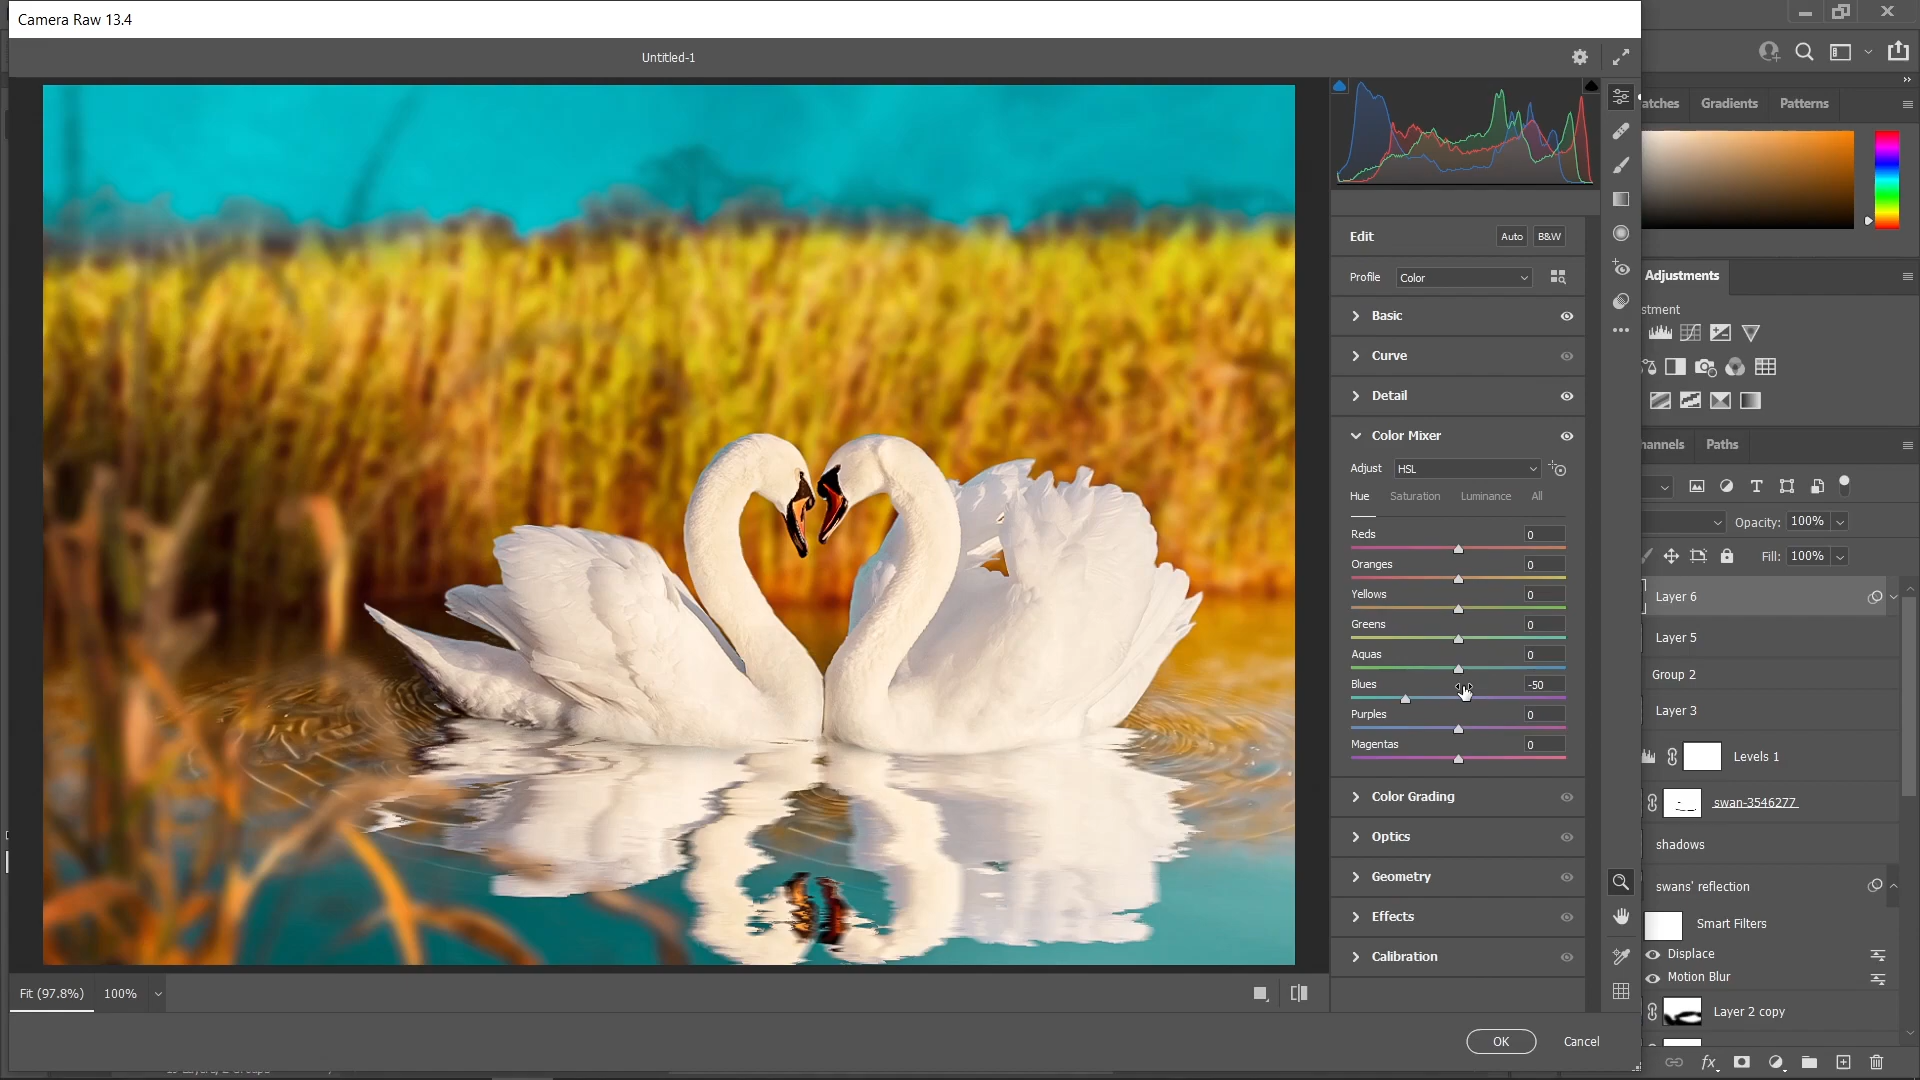 Camera Raw 13.4
Untitled-1
Edit
Auto
B&W
Profile
Color
Basic
Curve
Detail
Color Mixer
Adjust
HSL
Hue
Saturation
Luminance
All
Reds
0
Oranges
0
Yellows
0
Greens
0
Aquas
0
Blues
-50
Purples
0
Magentas
0
Color Grading
Optics
Geometry
Effects
Calibration
Fit (97.8%)
100%
OK
Cancel
atches
Gradients
Patterns
Adjustments
stment
hannels
Paths
Opacity:
100%
Fill:
100%
Layer 6
Layer 5
Group 2
Layer 3
Levels 1
swan-3546277
shadows
swans' reflection
Smart Filters
Displace
Motion Blur
Layer 2 copy
fx